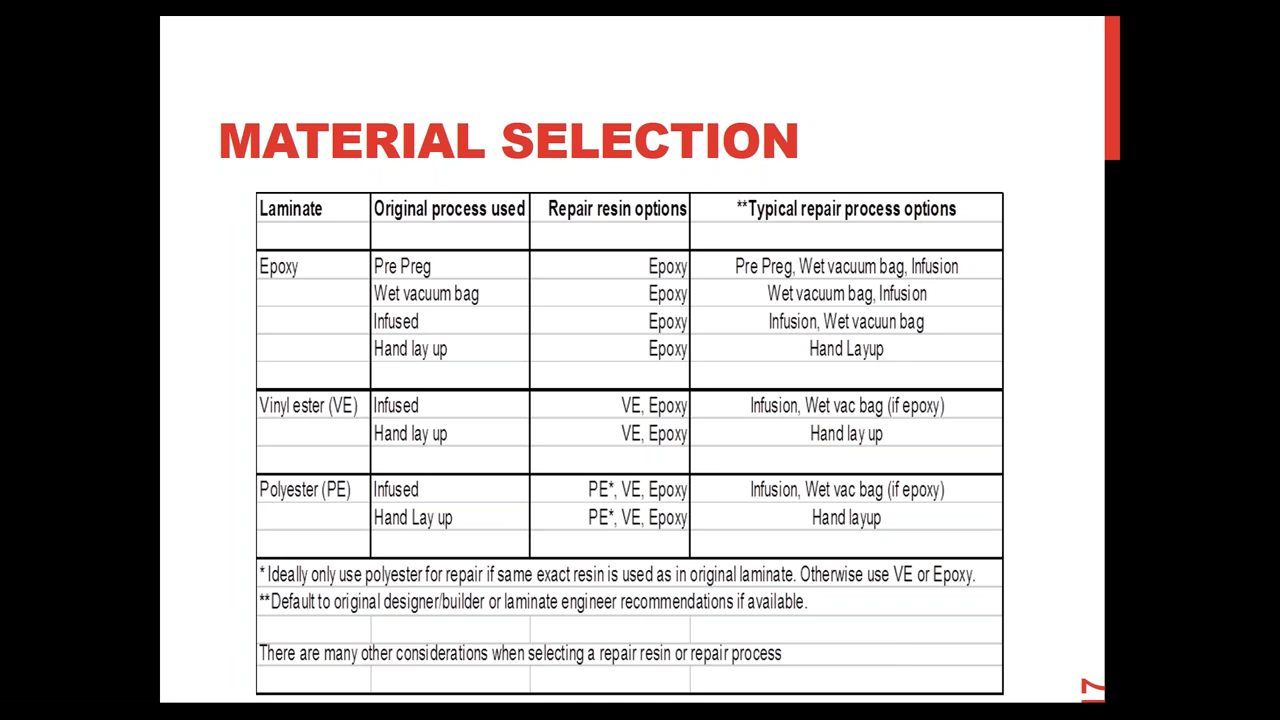 MATERIAL SELECTION
Laminate Original process used Repair resin options **Typical repair process options
Epoxy Pre Preg Epoxy Pre Preg, Wet vacuum bag, Infusion
Wet vacuum bag Epoxy Wet vacuum bag, Infusion
Infused Epoxy Infusion, Wet vacuun bag
Hand lay up Epoxy Hand Layup
Vinyl ester (VE) Infused VE, Epoxy Infusion, Wet vac bag (if epoxy)
Hand lay up VE, Epoxy Hand lay up
Polyester (PE) Infused PE*, VE, Epoxy Infusion, Wet vac bag (if epoxy)
Hand Lay up PE*, VE, Epoxy Hand layup
* Ideally only use polyester for repair if same exact resin is used as in original laminate. Otherwise use VE or Epoxy.
**Default to original designer/builder or laminate engineer recommendations if available.
There are many other considerations when selecting a repair resin or repair process
17